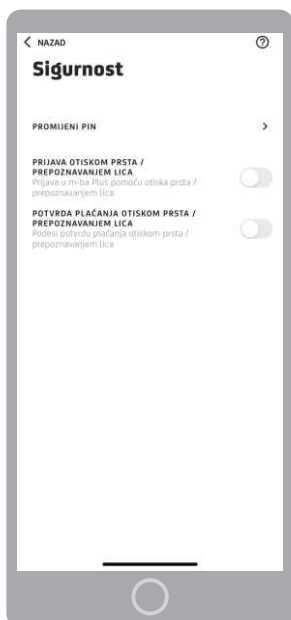 NAZAD
Sigurnost
PROMIJENI PIN
PRIJAVA OTISKOM PRSTA /
PREPOZNAVANJEM LICA
Prijava u m-ba Plus pomoću otiska prsta /
prepoznavanjem lica.
POTVRDA PLAĆANJA OTISKOM PRSTA /
PREPOZNAVANJEM LICA
Podesi potvrdu plaćanja otiskom prsta /
prepoznavanjem lica